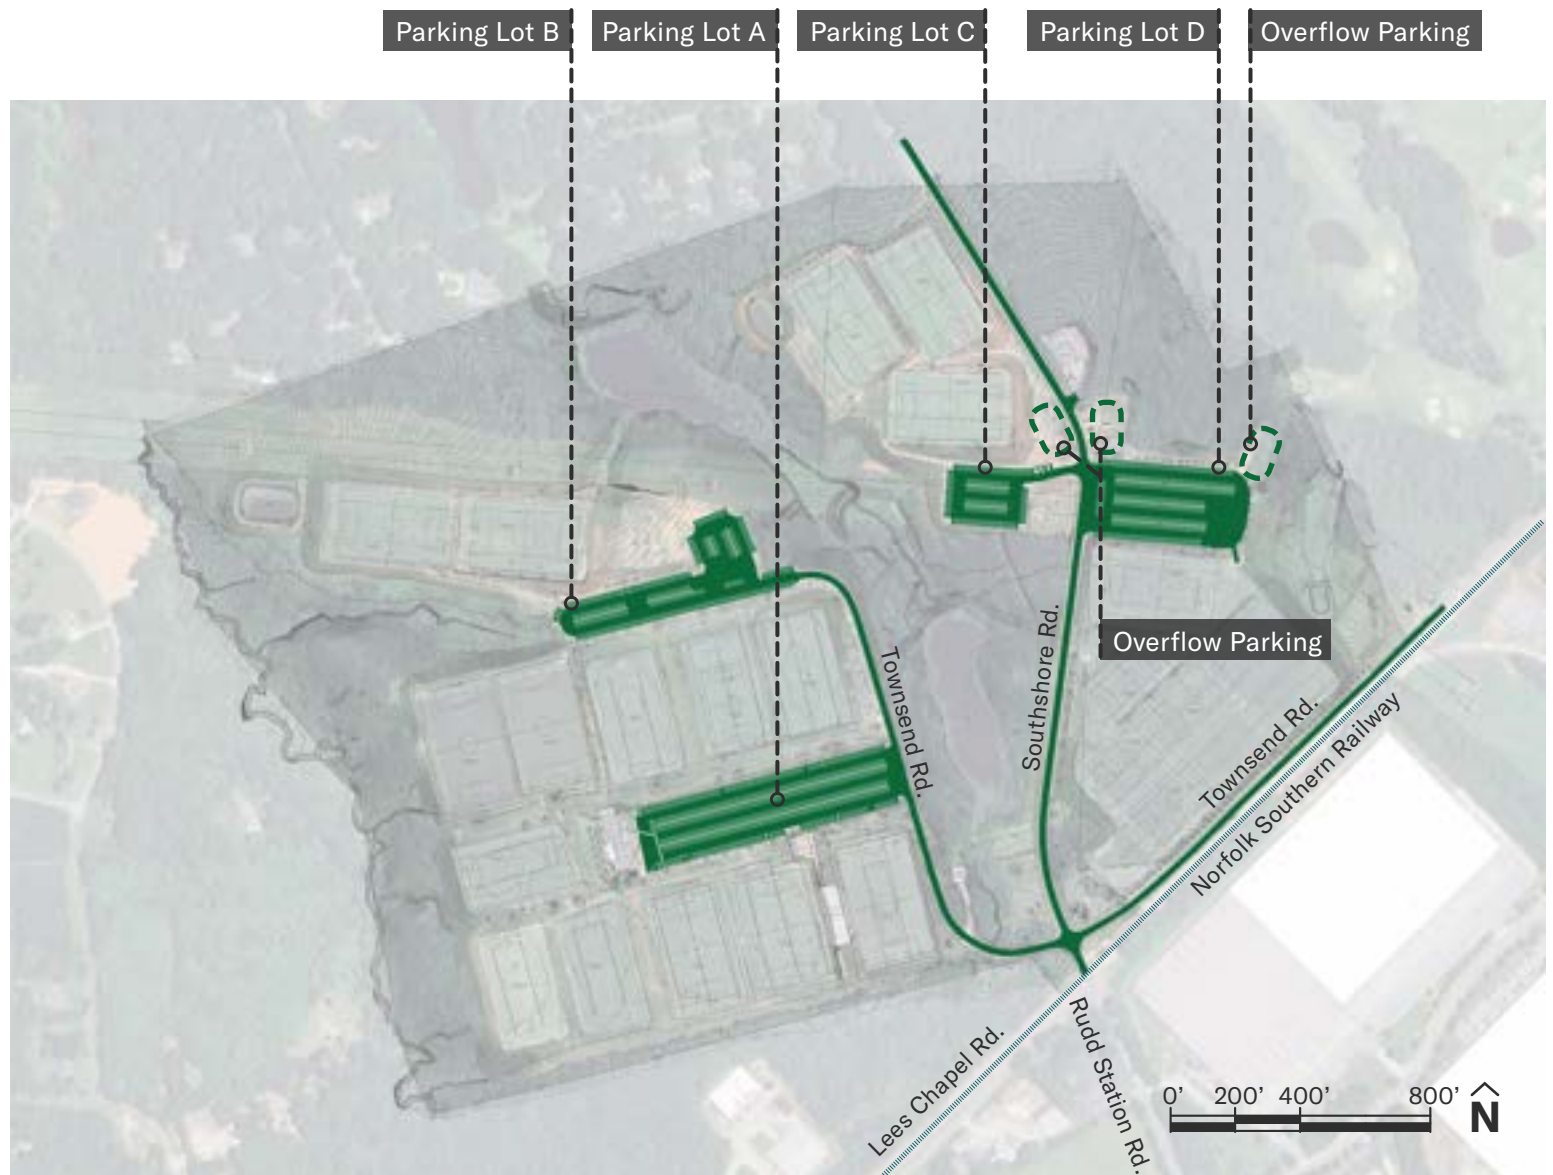 Parking Lot B
Parking Lot A
Parking Lot C
Parking Lot D
Overflow Parking
Overflow Parking
Townsend Rd.
Southshore Rd.
Townsend Rd.
Norfolk Southern Railway
Lees Chapel Rd.
Rudd Station Rd.
0’ 200’ 400’ 800’
N